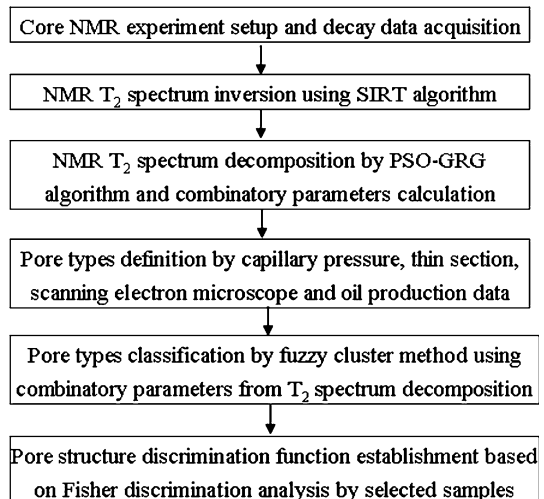 Core NMR experiment setup and decay data acquisition
NMR T₂ spectrum inversion using SIRT algorithm
NMR T₂ spectrum decomposition by PSO-GRG
algorithm and combinatory parameters calculation
Pore types definition by capillary pressure, thin section,
scanning electron microscope and oil production data
Pore types classification by fuzzy cluster method using
combinatory parameters from T₂ spectrum decomposition
Pore structure discrimination function establishment based
on Fisher discrimination analysis by selected samples